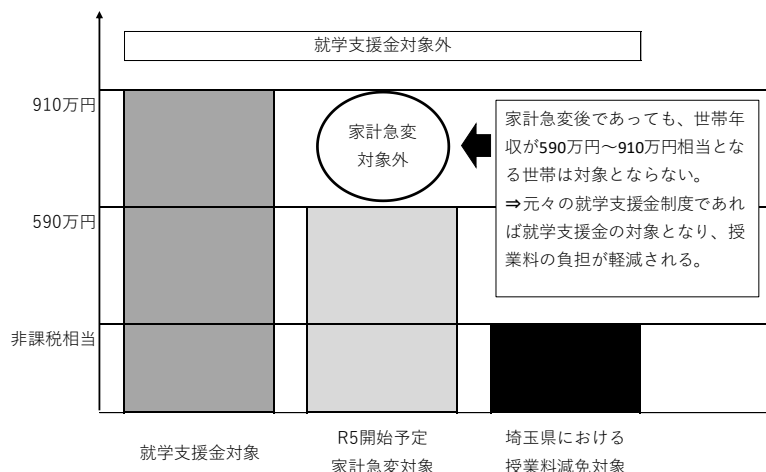 就学支援金対象外
910万円
家計急変
対象外
家計急変後であっても、世帯年
収が590万円～910万円相当とな
る世帯は対象とならない。
⇒元々の就学支援金制度であれ
ば就学支援金の対象となり、授
業料の負担が軽減される。
590万円
非課税相当
就学支援金対象
R5開始予定
家計急変対象
埼玉県における
授業料減免対象